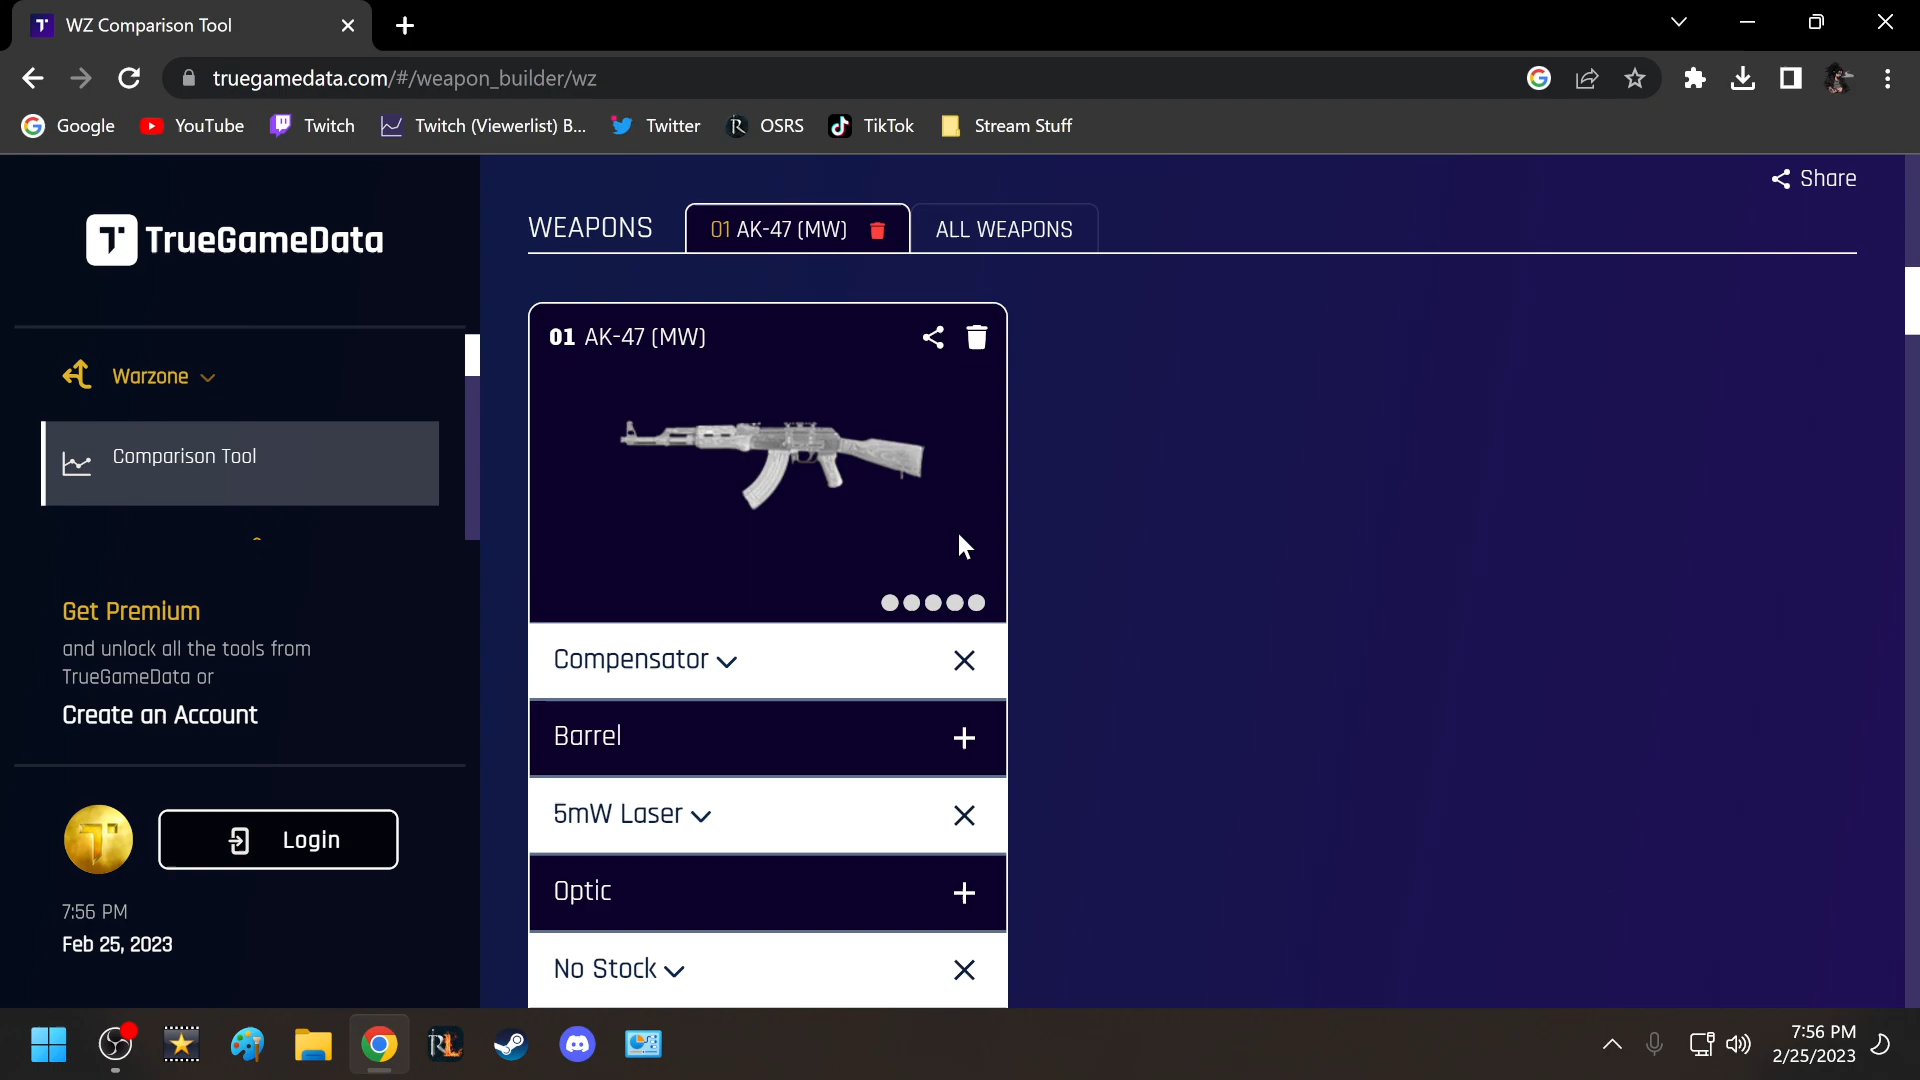 WZ Comparison Tool
truegamedata.com/#/weapon_builder/wz
Google YouTube Twitch Twitch (Viewerlist) B... Twitter OSRS TikTok Stream Stuff
Share
TrueGameData
WEAPONS 01 AK-47 (MW) ALL WEAPONS
01 AK-47 (MW)
Warzone
Comparison Tool
Get Premium
and unlock all the tools from
TrueGameData or
Create an Account
Login
7:56 PM
Feb 25, 2023
Compensator
Barrel
5mW Laser
Optic
No Stock
7:56 PM
2/25/2023